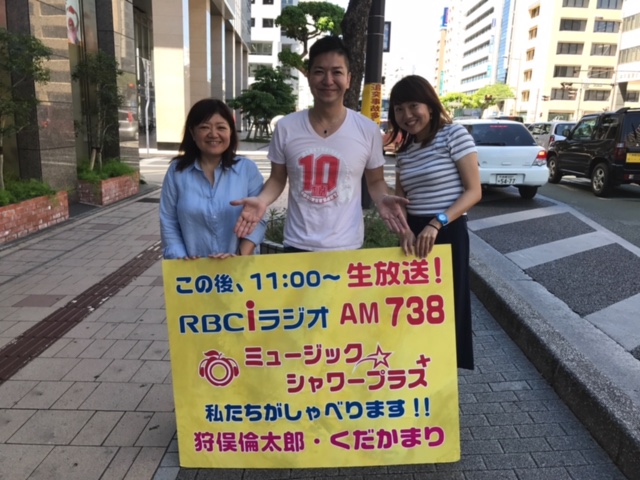 この後、11:00〜生放送!
RBCiラジオ AM 738
ミュージック
シャワープラス+
私たちがしゃべります!!
狩俣倫太郎・くだかまり
10